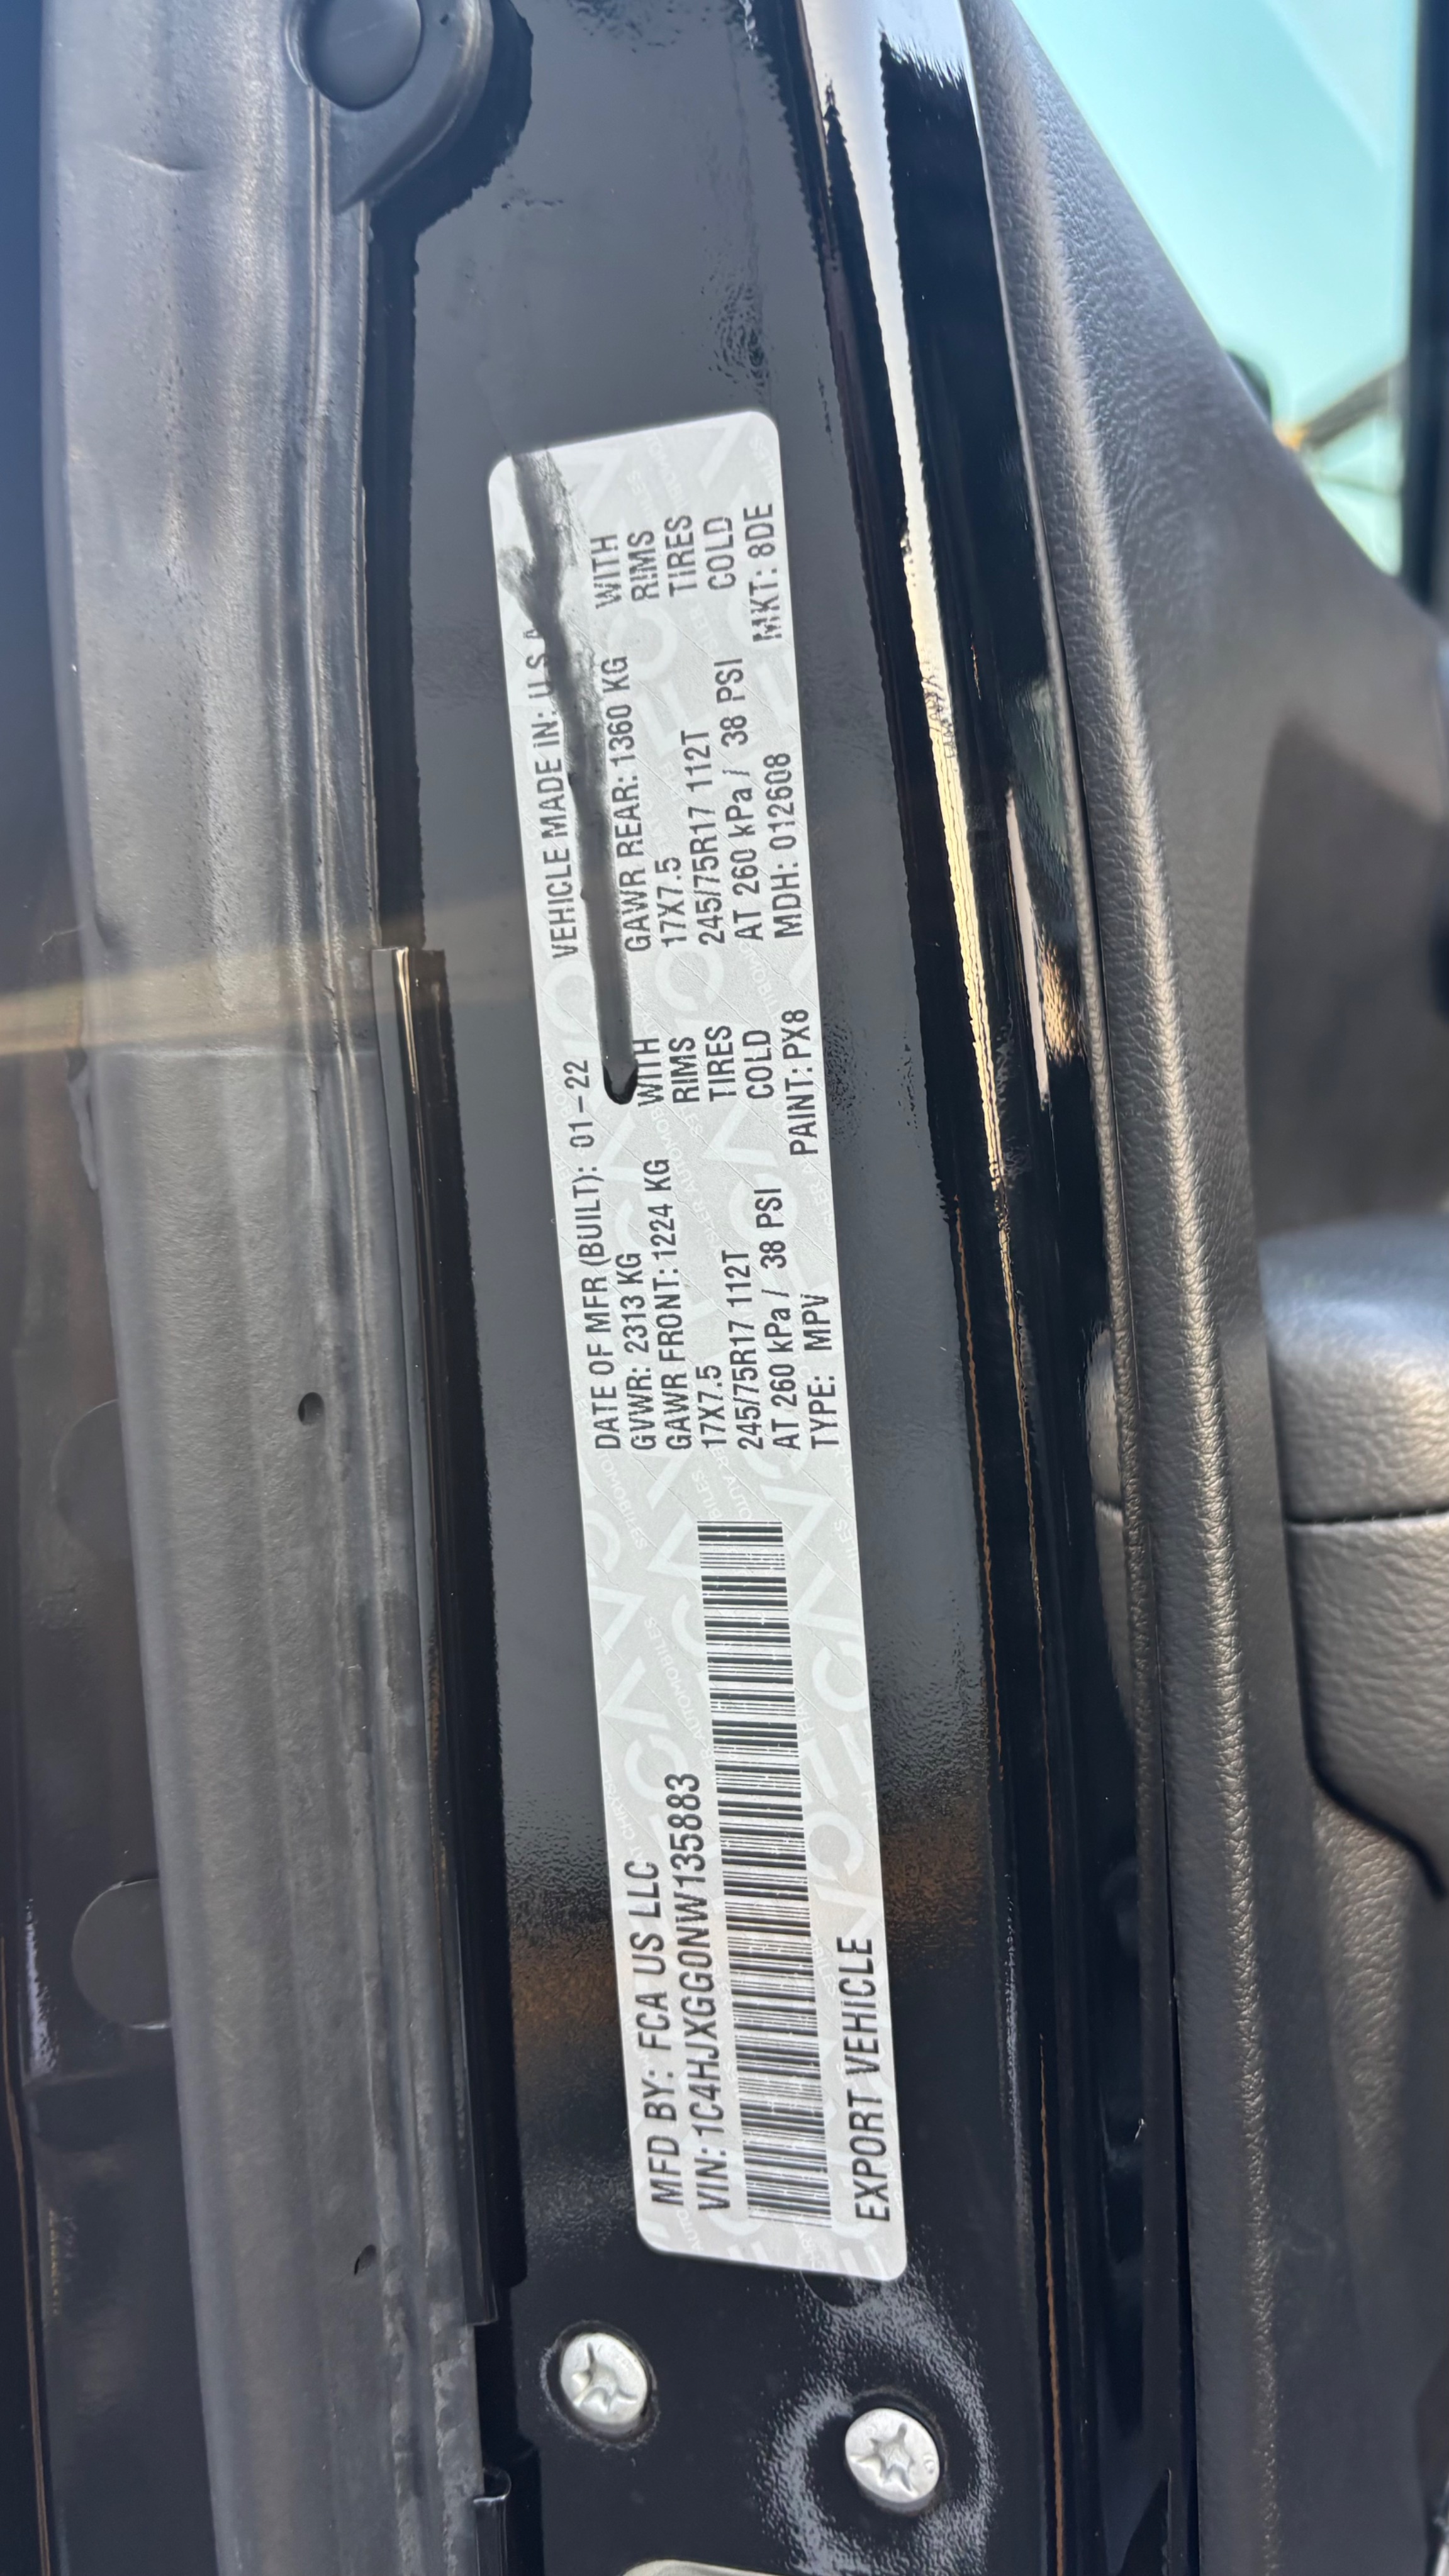 MFD BY: FCA US LLC
VIN: 1C4HJXGG0NW135883
EXPORT VEHICLE
DATE OF MFR (BUILT): 01-22 VEHICLE MADE IN: U.S.A
GVWR: 2313 KG
GAWR FRONT: 1224 KG WITH GAWR REAR: 1360 KG WITH
17X7.5 RIMS 17X7.5 RIMS
245/75R17 112T TIRES 245/75R17 112T TIRES
AT 260 kPa / 38 PSI COLD AT 260 kPa / 38 PSI COLD
TYPE: MPV PAINT: PX8 MDH: 012608 MKT: 8DE